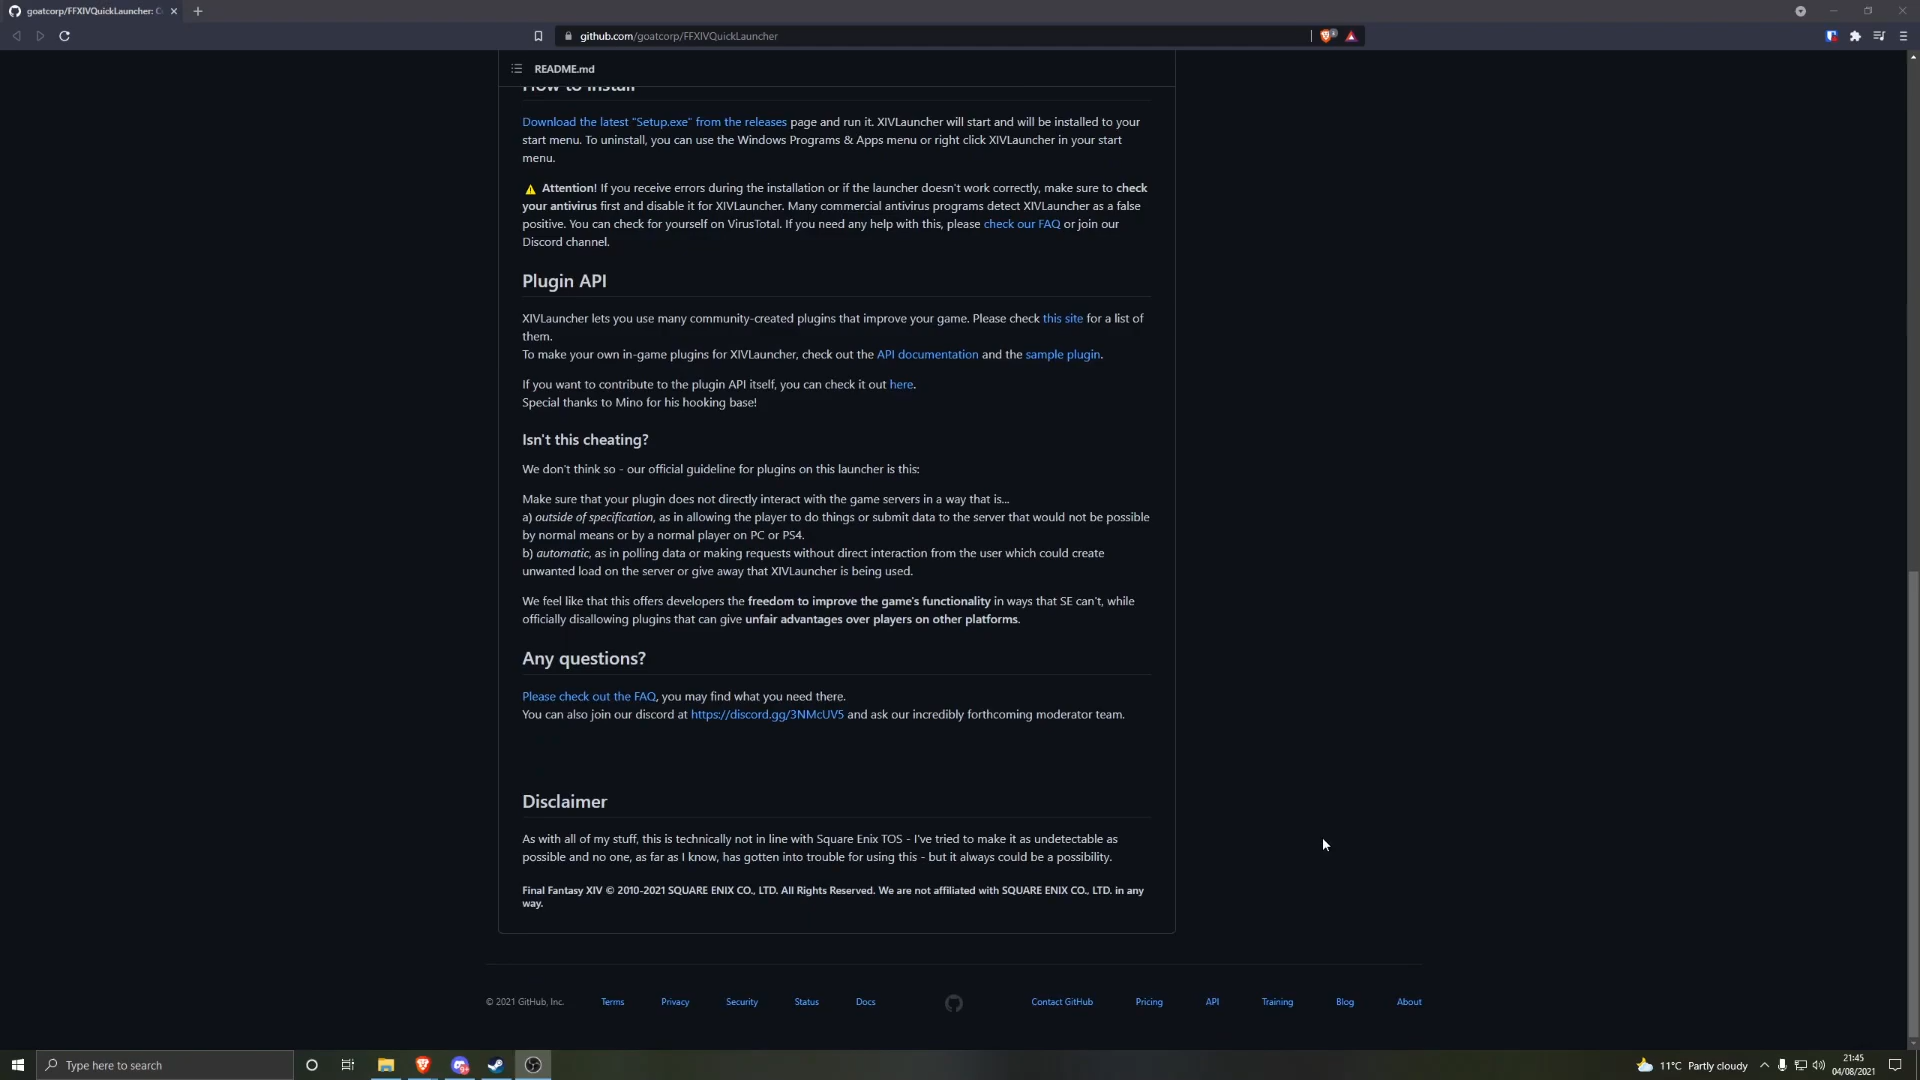 goatcorp/FFXIVQuickLauncher: C
github.com/goatcorp/FFXIVQuickLauncher
README.md
How to install
Download the latest "Setup.exe" from the releases page and run it. XIVLauncher will start and will be installed to your
start menu. To uninstall, you can use the Windows Programs & Apps menu or right click XIVLauncher in your start
menu.
Attention! If you receive errors during the installation or if the launcher doesn't work correctly, make sure to check
your antivirus first and disable it for XIVLauncher. Many commercial antivirus programs detect XIVLauncher as a false
positive. You can check for yourself on VirusTotal. If you need any help with this, please check our FAQ or join our
Discord channel.
Plugin API
XIVLauncher lets you use many community-created plugins that improve your game. Please check this site for a list of
them.
To make your own in-game plugins for XIVLauncher, check out the API documentation and the sample plugin.
If you want to contribute to the plugin API itself, you can check it out here.
Special thanks to Mino for his hooking base!
Isn't this cheating?
We don't think so - our official guideline for plugins on this launcher is this:
Make sure that your plugin does not directly interact with the game servers in a way that is...
a) outside of specification, as in allowing the player to do things or submit data to the server that would not be possible
by normal means or by a normal player on PC or PS4.
b) automatic, as in polling data or making requests without direct interaction from the user which could create
unwanted load on the server or give away that XIVLauncher is being used.
We feel like that this offers developers the freedom to improve the game's functionality in ways that SE can't, while
officially disallowing plugins that can give unfair advantages over players on other platforms.
Any questions?
Please check out the FAQ, you may find what you need there.
You can also join our discord at https://discord.gg/3NMcUV5 and ask our incredibly forthcoming moderator team.
Disclaimer
As with all of my stuff, this is technically not in line with Square Enix TOS - I've tried to make it as undetectable as
possible and no one, as far as I know, has gotten into trouble for using this - but it always could be a possibility.
Final Fantasy XIV © 2010-2021 SQUARE ENIX CO., LTD. All Rights Reserved. We are not affiliated with SQUARE ENIX CO., LTD. in any
way.
© 2021 GitHub, Inc. Terms Privacy Security Status Docs Contact GitHub Pricing API Training Blog About
Type here to search
11°C Partly cloudy
21:45
04/08/2021